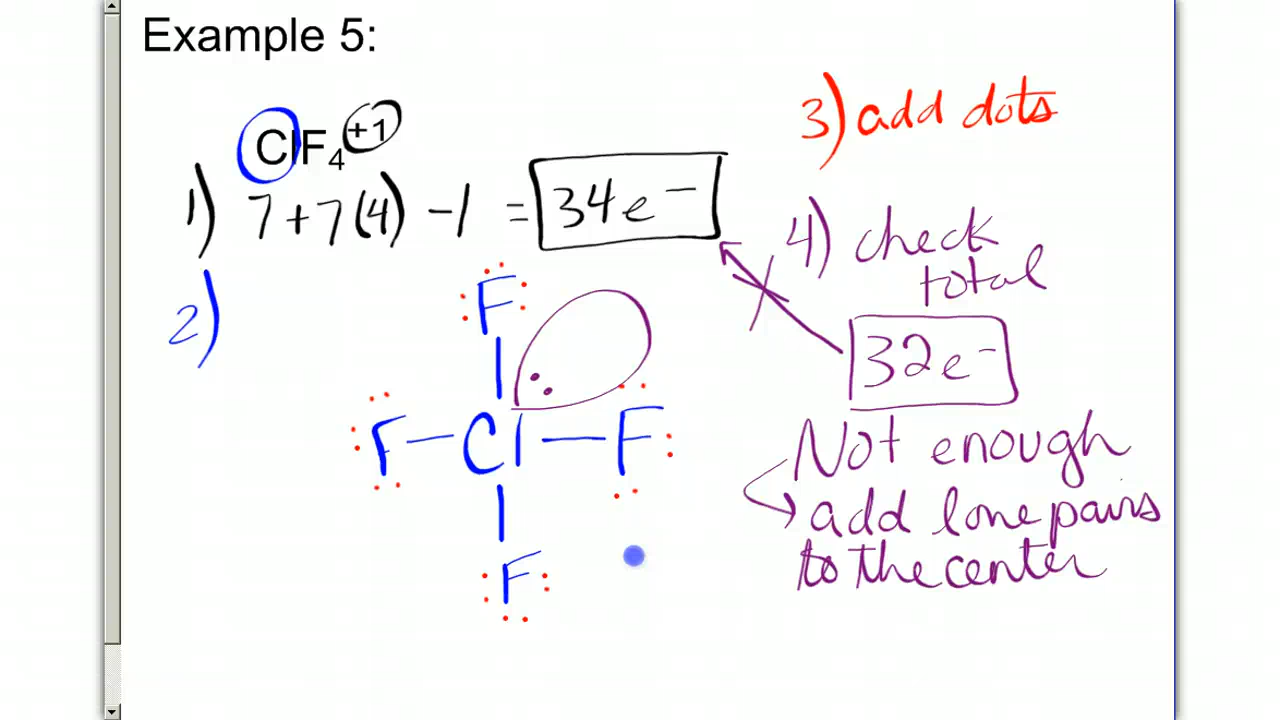 Example 5:
ClF₄⁺¹
1) 7 + 7(4) - 1 = 34e⁻
2)
F
F - Cl - F
F
3) add dots
4) check
total
32e⁻
Not enough
→ add lone pairs
to the center